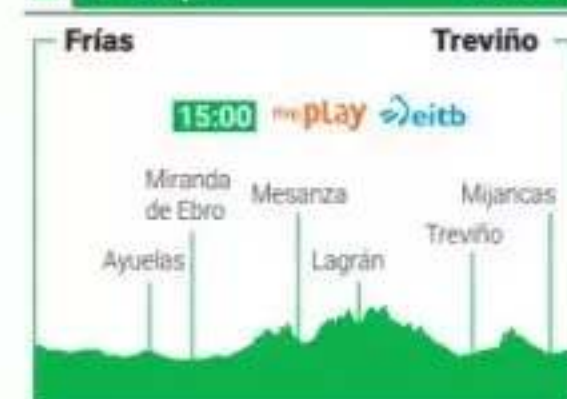 Frías
Treviño
15:00 play eitb
Miranda
de Ebro
Mesanza
Mijancas
Treviño
Ayuelas
Lagrán